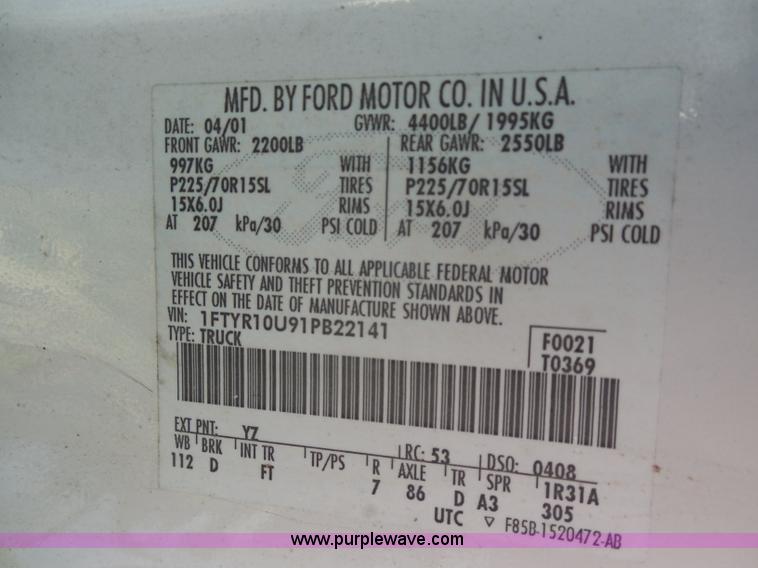 MFD. BY FORD MOTOR CO. IN U.S.A.
DATE: 04/01 GVWR: 4400LB/ 1995KG
FRONT GAWR: 2200LB REAR GAWR: 2550LB
997KG WITH 1156KG WITH
P225/70R15SL TIRES P225/70R15SL TIRES
15X6.0J RIMS 15X6.0J RIMS
AT 207 kPa/30 PSI COLD AT 207 kPa/30 PSI COLD
THIS VEHICLE CONFORMS TO ALL APPLICABLE FEDERAL MOTOR
VEHICLE SAFETY AND THEFT PREVENTION STANDARDS IN
EFFECT ON THE DATE OF MANUFACTURE SHOWN ABOVE.
VIN: 1FTYR10U91PB22141
TYPE: TRUCK F0021
T0369
EXT PNT: YZ RC: 53 DSO: 0408
WB BRK INT TR TP/PS R AXLE TR SPR 1R31A
112 D FT 7 86 D A3 305
UTC ▽ F85B-1520472-AB
www.purplewave.com